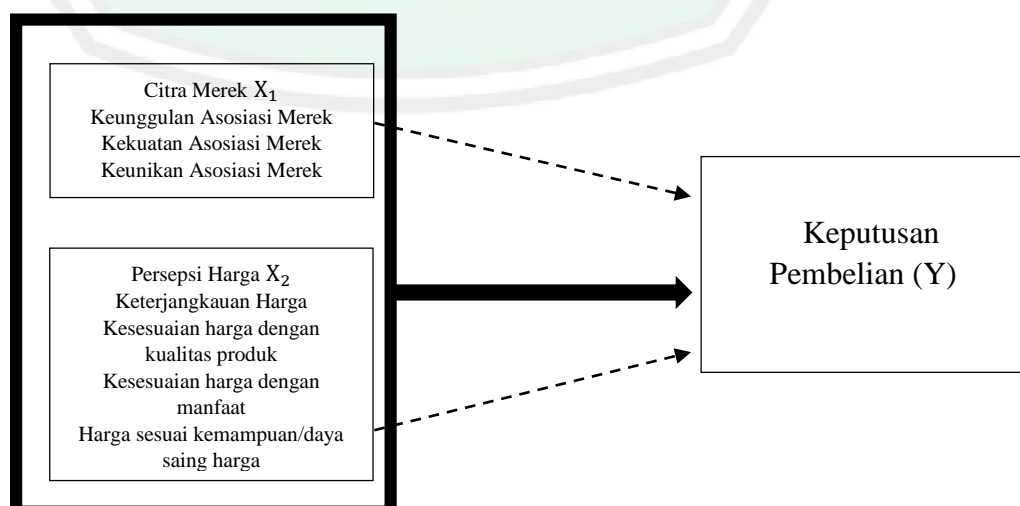 Citra Merek X₁
Keunggulan Asosiasi Merek
Kekuatan Asosiasi Merek
Keunikan Asosiasi Merek
Persepsi Harga X₂
Keterjangkauan Harga
Kesesuaian harga dengan
kualitas produk
Kesesuaian harga dengan
manfaat
Harga sesuai kemampuan/daya
saing harga
Keputusan
Pembelian (Y)